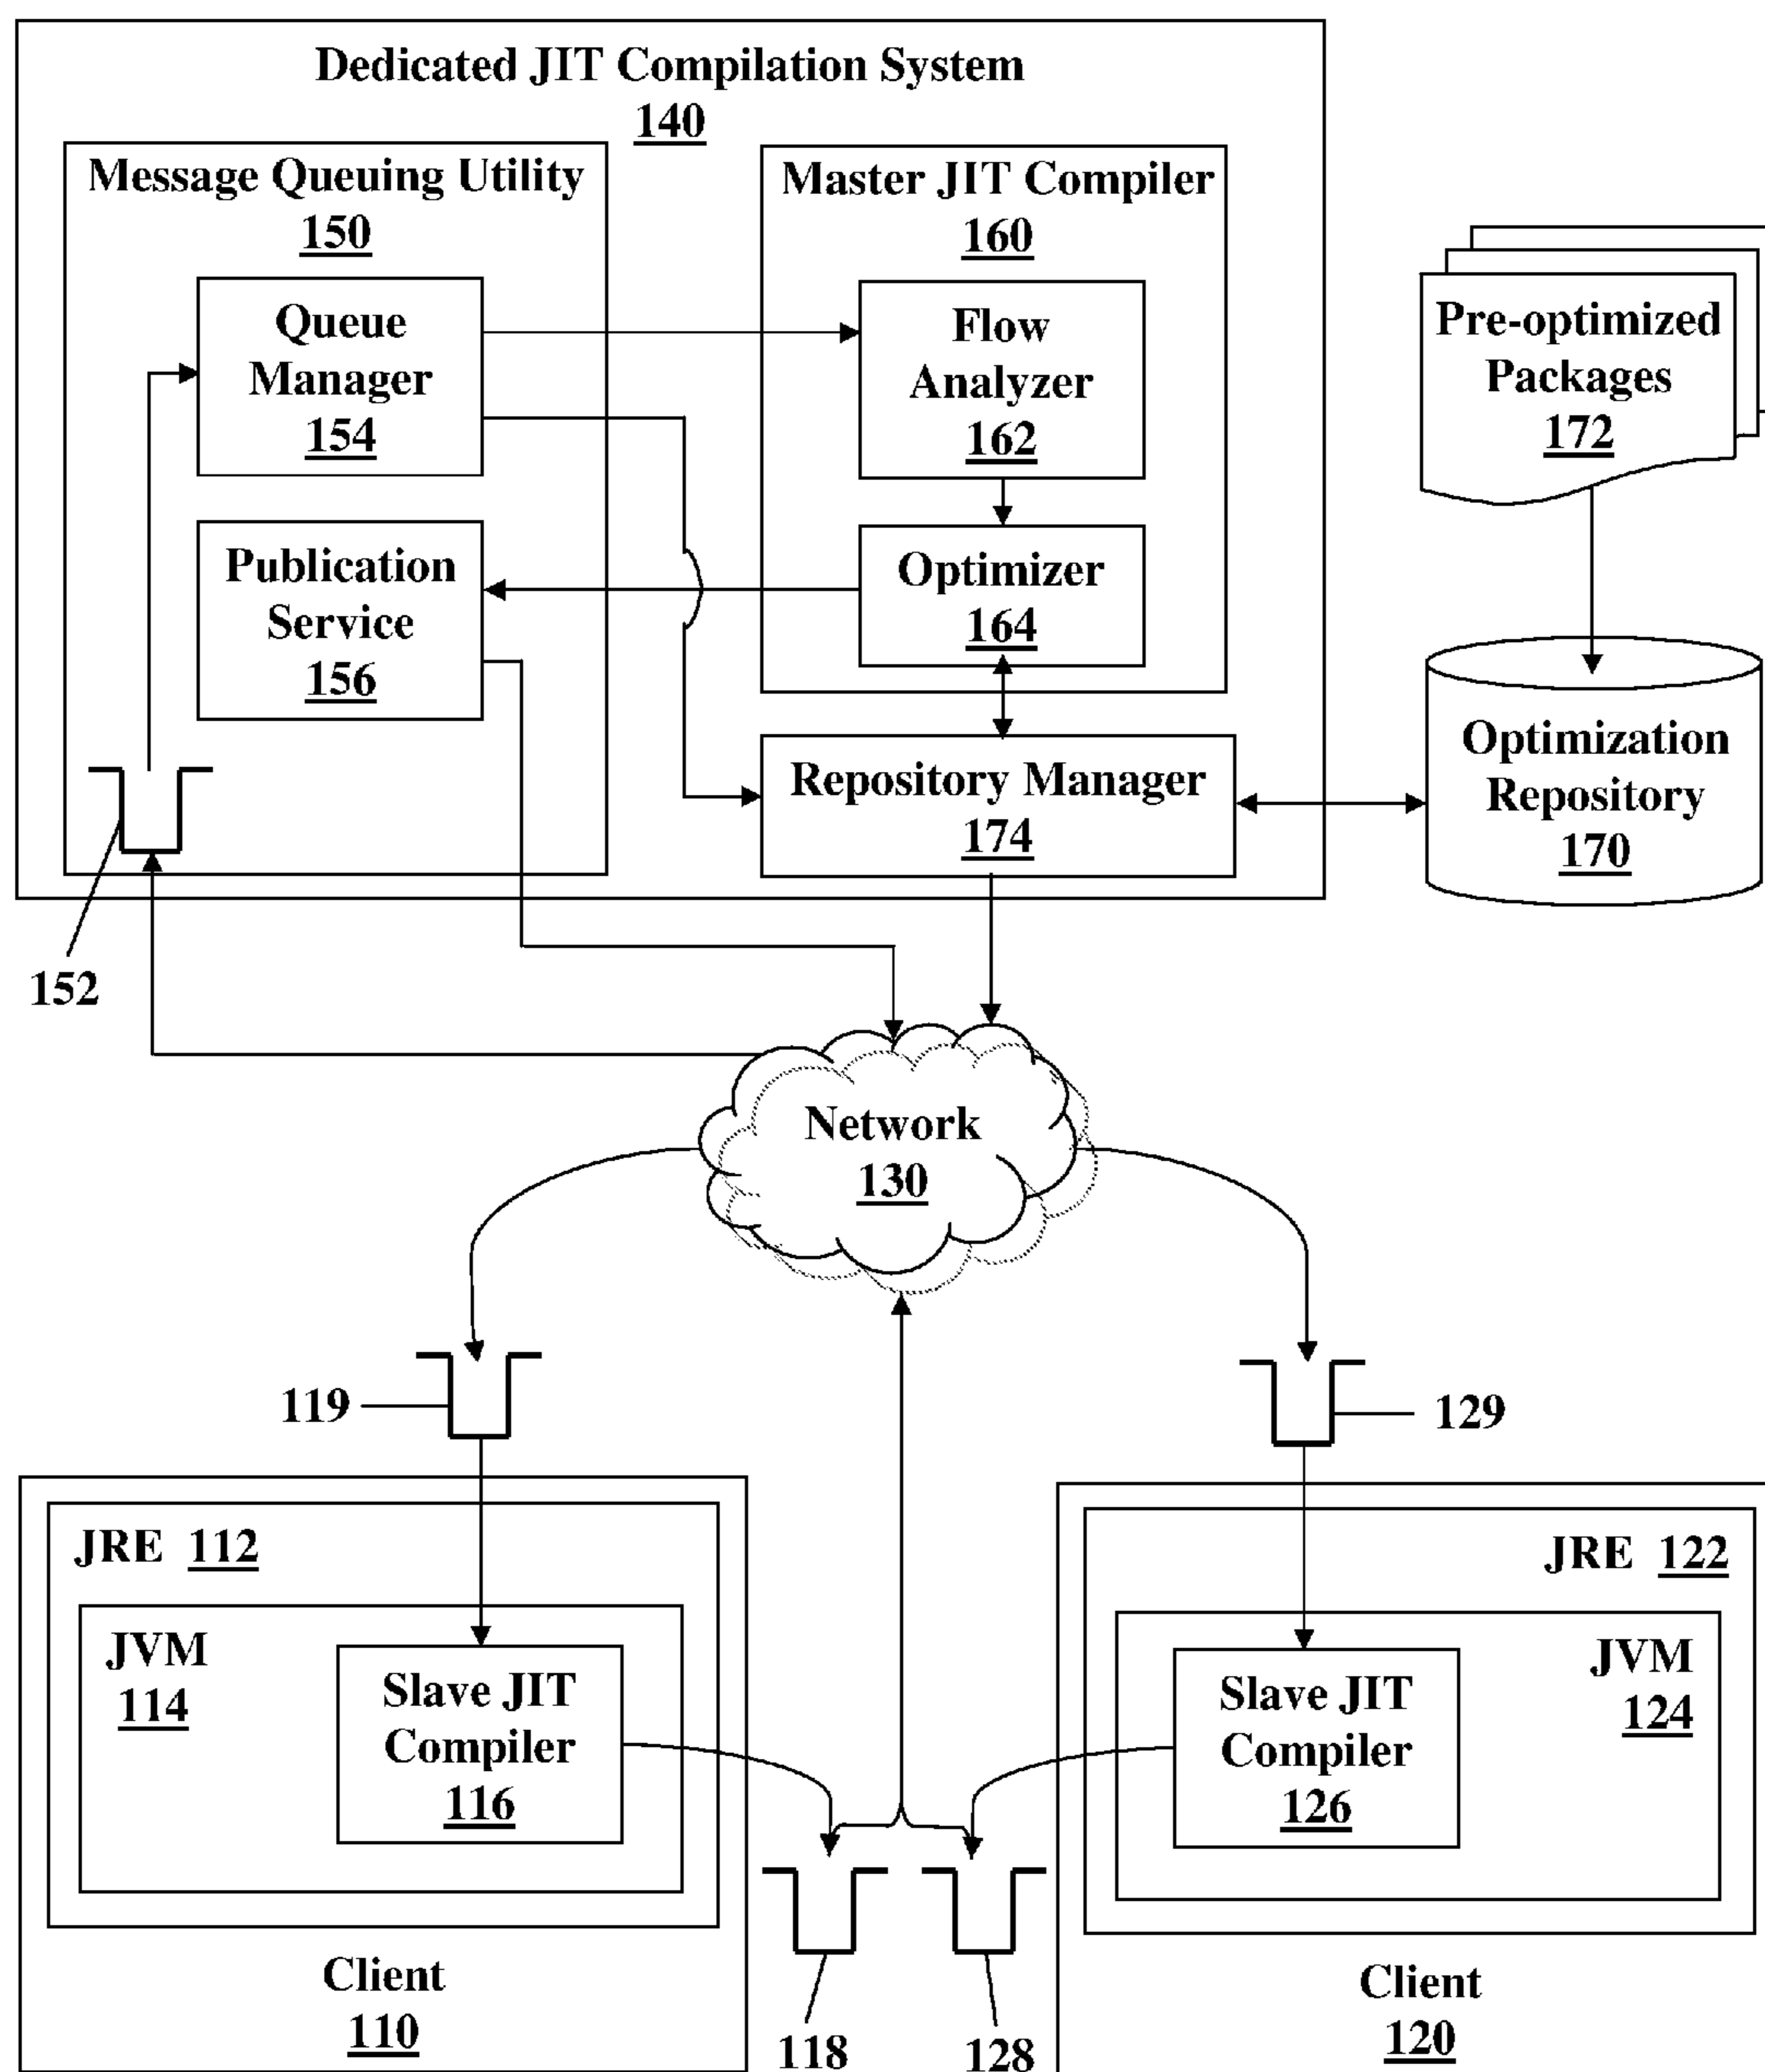 Dedicated JIT Compilation System
140
Message Queuing Utility
150
Master JIT Compiler
160
Queue
Manager
154
Flow
Analyzer
162
Pre-optimized
Packages
172
Publication
Service
156
Optimizer
164
Repository Manager
174
Optimization
Repository
170
152
Network
130
119
129
JRE 112
JVM
114
Slave JIT
Compiler
116
Client
110
JRE 122
JVM
124
Slave JIT
Compiler
126
Client
120
118
128